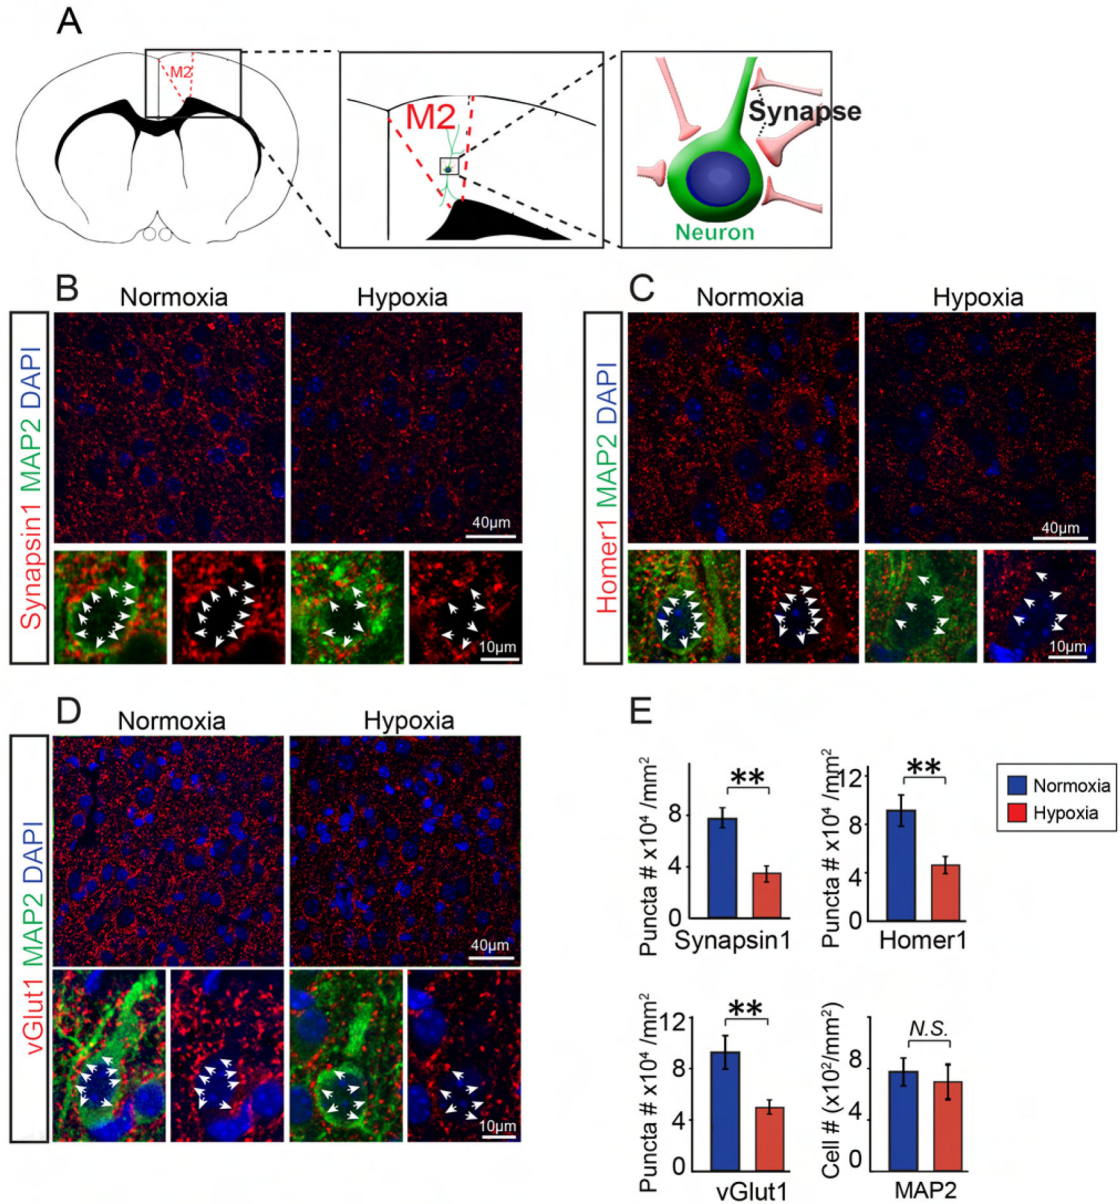 A
M2
M2
Synapse
Neuron
B
Normoxia
Hypoxia
Synapsin1 MAP2 DAPI
40µm
10µm
C
Normoxia
Hypoxia
Homer1 MAP2 DAPI
40µm
10µm
D
Normoxia
Hypoxia
vGlut1 MAP2 DAPI
40µm
10µm
E
Puncta # x10⁴ /mm²
8
4
0
**
Synapsin1
Puncta # x10⁴ /mm²
12
8
4
0
**
Homer1
Normoxia
Hypoxia
Puncta # x10⁴ /mm²
12
8
4
0
**
vGlut1
Cell # (x10²/mm²)
8
4
0
N.S.
MAP2